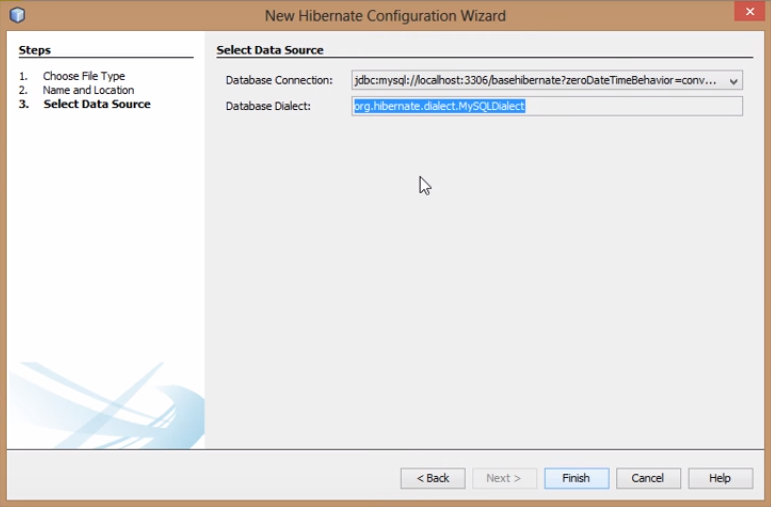 New Hibernate Configuration Wizard
Steps
1. Choose File Type
2. Name and Location
3. Select Data Source
Select Data Source
Database Connection: jdbc:mysql://localhost:3306/basehibernate?zeroDateTimeBehavior=conv...
Database Dialect: org.hibernate.dialect.MySQLDialect
< Back Next > Finish Cancel Help